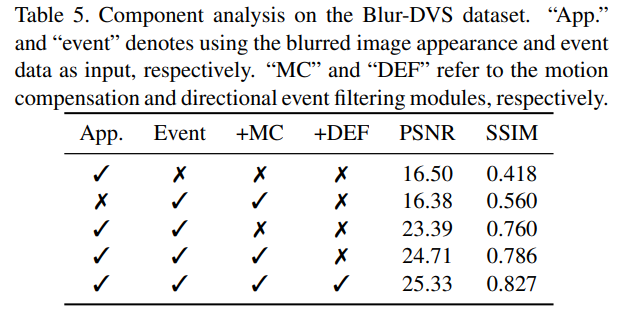 Table 5. Component analysis on the Blur-DVS dataset. “App.”
and “event” denotes using the blurred image appearance and event
data as input, respectively. “MC” and “DEF” refer to the motion
compensation and directional event filtering modules, respectively.
App. Event +MC +DEF PSNR SSIM
✓ ✗ ✗ ✗ 16.50 0.418
✗ ✓ ✓ ✗ 16.38 0.560
✓ ✓ ✗ ✗ 23.39 0.760
✓ ✓ ✓ ✗ 24.71 0.786
✓ ✓ ✓ ✓ 25.33 0.827